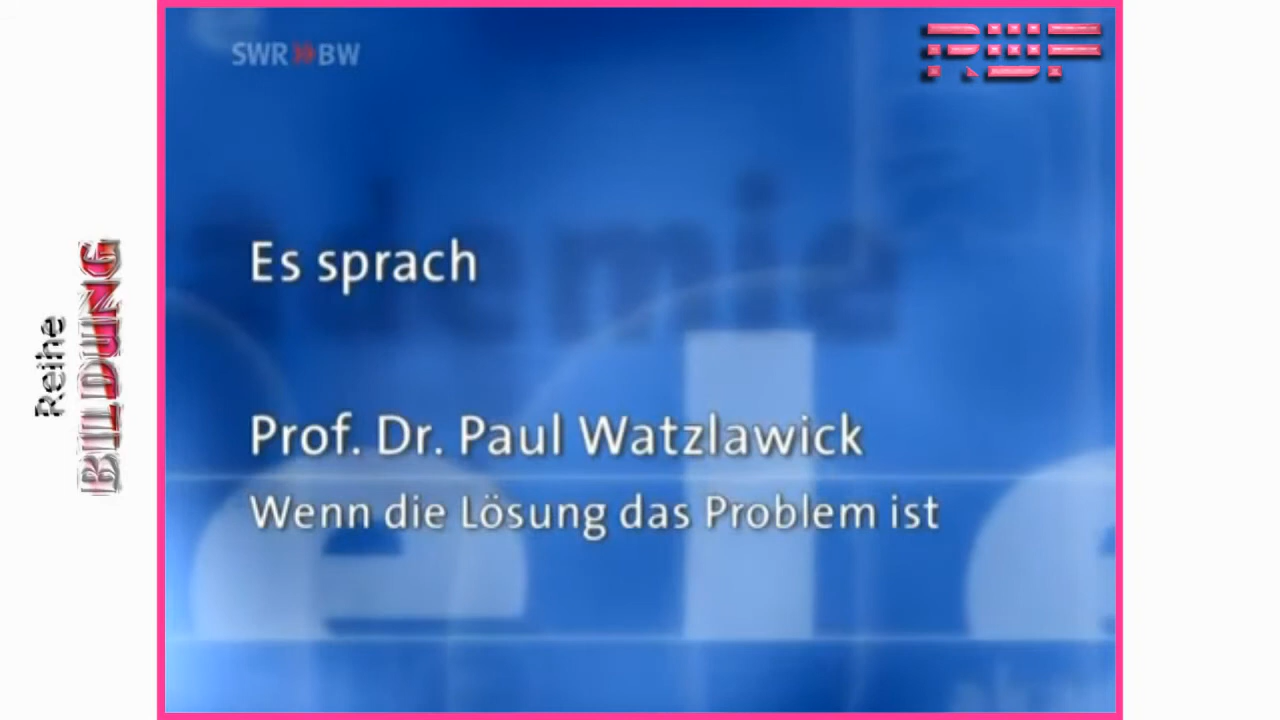 SWR»BW
Es sprach
Prof. Dr. Paul Watzlawick
Wenn die Lösung das Problem ist
Reihe
BILDUNG